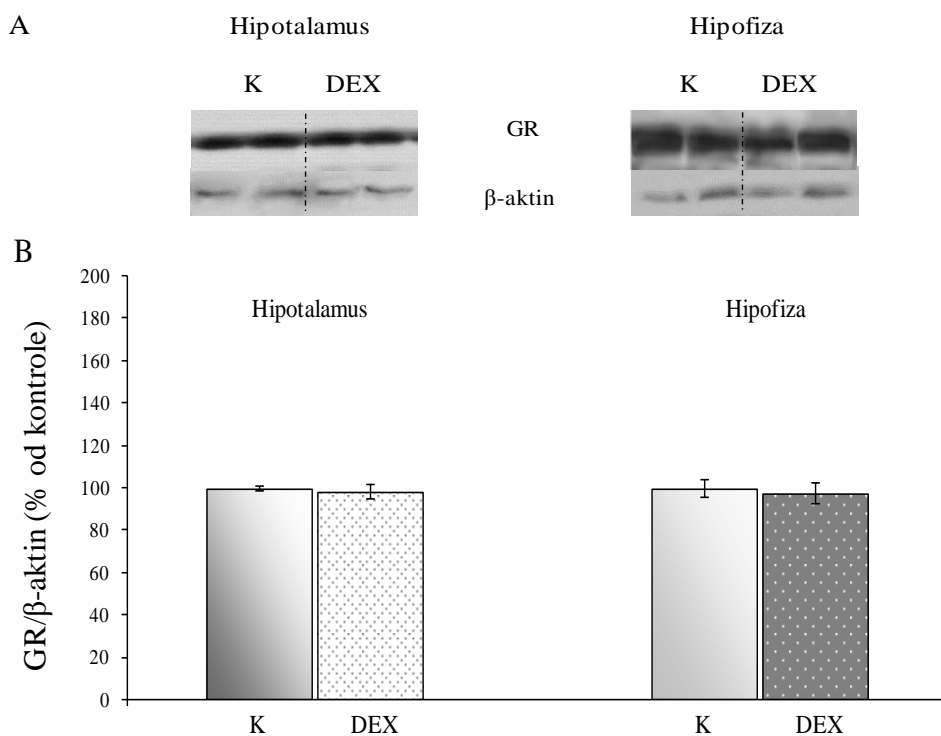 A
Hipotalamus
Hipofiza
K DEX
K DEX
GR
β-aktin
B
GR/β-aktin (% od kontrole)
200
180
160
140
120
100
80
60
40
20
0
Hipotalamus
Hipofiza
K DEX
K DEX